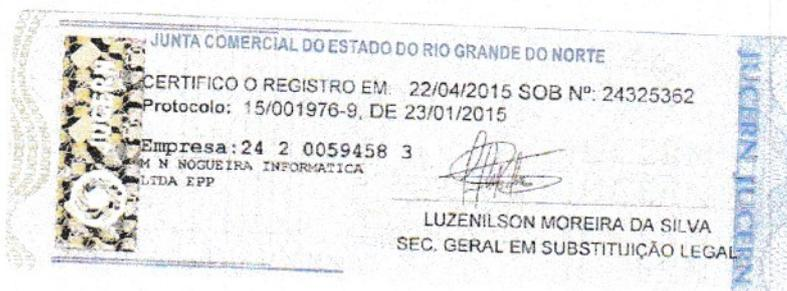 JUNTA COMERCIAL DO ESTADO DO RIO GRANDE DO NORTE
CERTIFICO O REGISTRO EM: 22/04/2015 SOB Nº: 24325362
Protocolo: 15/001976-9, DE 23/01/2015
Empresa:24 2 0059458 3
M N NOGUEIRA INFORMATICA
LTDA EPP
LUZENILSON MOREIRA DA SILVA
SEC. GERAL EM SUBSTITUIÇÃO LEGAL
JUCERN
JUCERN JUCERN